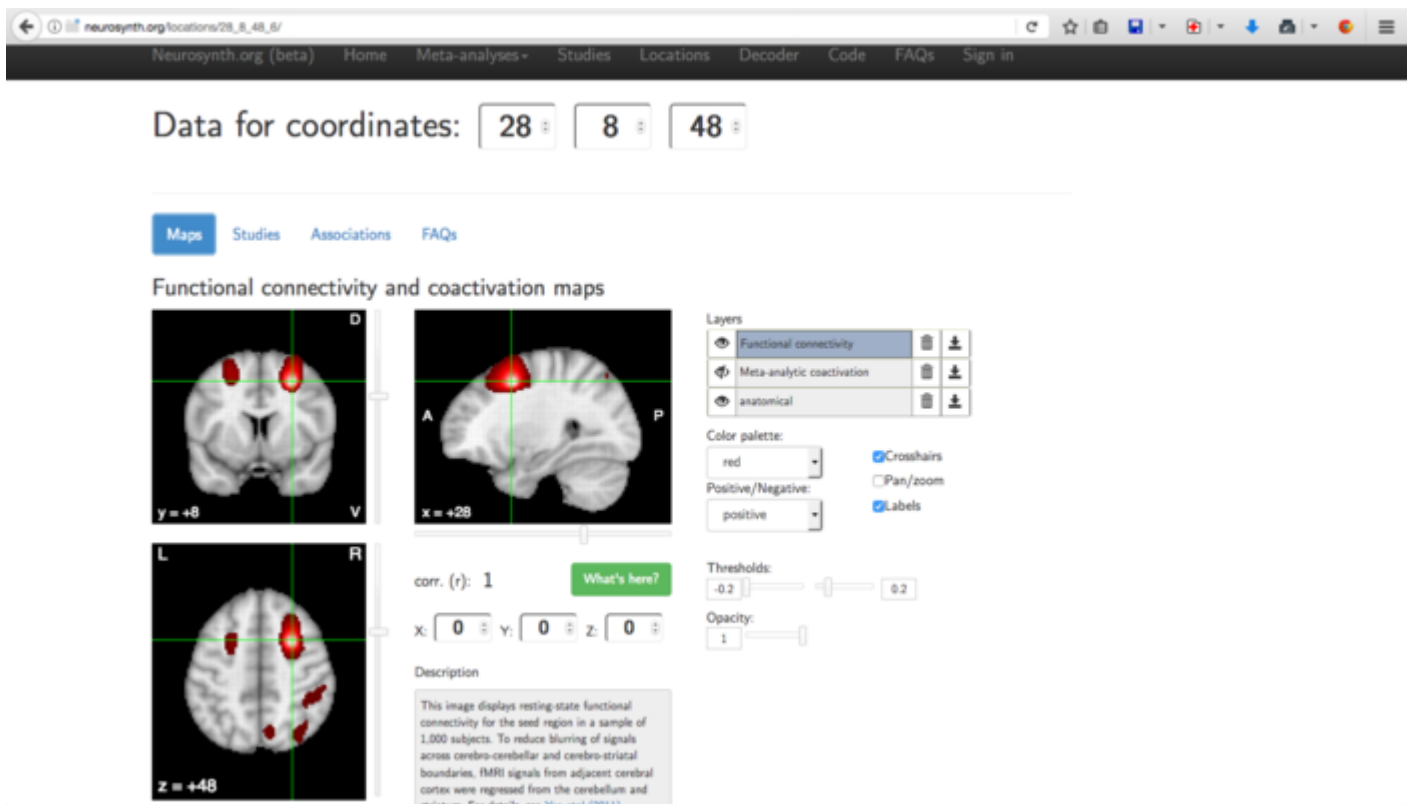 neurosynth.org/locations/28_8_48_6/
Neurosynth.org (beta) Home Meta-analyses Studies Locations Decoder Code FAQs Sign in
Data for coordinates: 28 8 48
Maps Studies Associations FAQs
Functional connectivity and coactivation maps
D
V
y = +8
A
P
x = +28
L
R
z = +48
corr. (r): 1
What's here?
X: 0 Y: 0 Z: 0
Description
This image displays resting-state functional
connectivity for the seed region in a sample of
1,000 subjects. To reduce blurring of signals
across cerebro-cerebellar and cerebro-striatal
boundaries, fMRI signals from adjacent cerebral
cortex were regressed from the cerebellum and
Layers
Functional connectivity
Meta-analytic coactivation
anatomical
Color palette:
red
Positive/Negative:
positive
Crosshairs
Pan/zoom
Labels
Thresholds:
-0.2 0.2
Opacity:
1